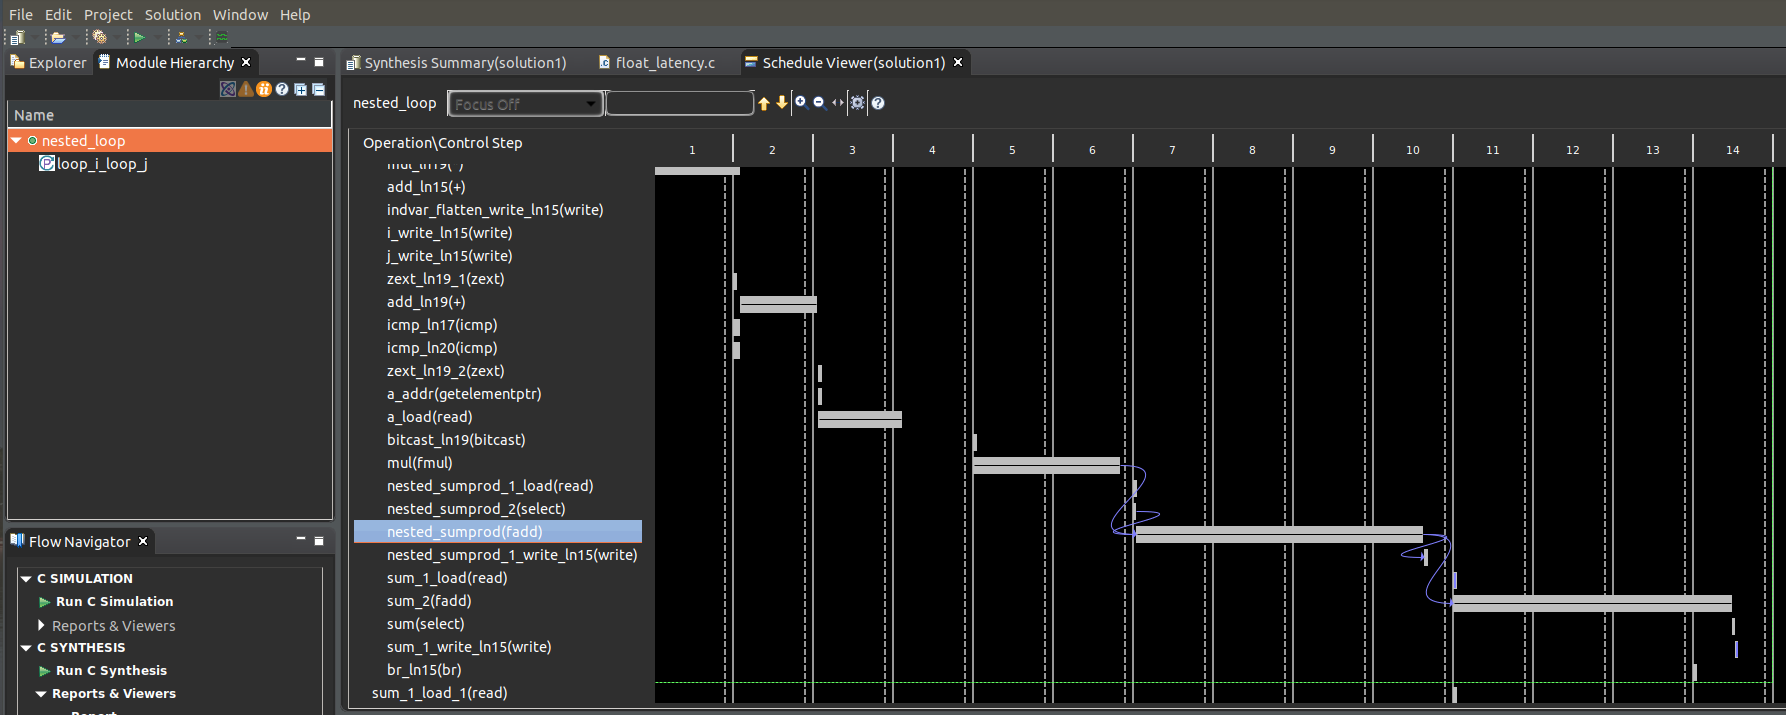 File Edit Project Solution Window Help
Explorer Module Hierarchy
Name
nested_loop
loop_i_loop_j
Flow Navigator
C SIMULATION
Run C Simulation
Reports & Viewers
C SYNTHESIS
Run C Synthesis
Reports & Viewers
Report
Synthesis Summary(solution1) float_latency.c Schedule Viewer(solution1)
nested_loop Focus Off
Operation\Control Step 1 2 3 4 5 6 7 8 9 10 11 12 13 14
mul_ln19(*)
add_ln15(+)
indvar_flatten_write_ln15(write)
i_write_ln15(write)
j_write_ln15(write)
zext_ln19_1(zext)
add_ln19(+)
icmp_ln17(icmp)
icmp_ln20(icmp)
zext_ln19_2(zext)
a_addr(getelementptr)
a_load(read)
bitcast_ln19(bitcast)
mul(fmul)
nested_sumprod_1_load(read)
nested_sumprod_2(select)
nested_sumprod(fadd)
nested_sumprod_1_write_ln15(write)
sum_1_load(read)
sum_2(fadd)
sum(select)
sum_1_write_ln15(write)
br_ln15(br)
sum_1_load_1(read)